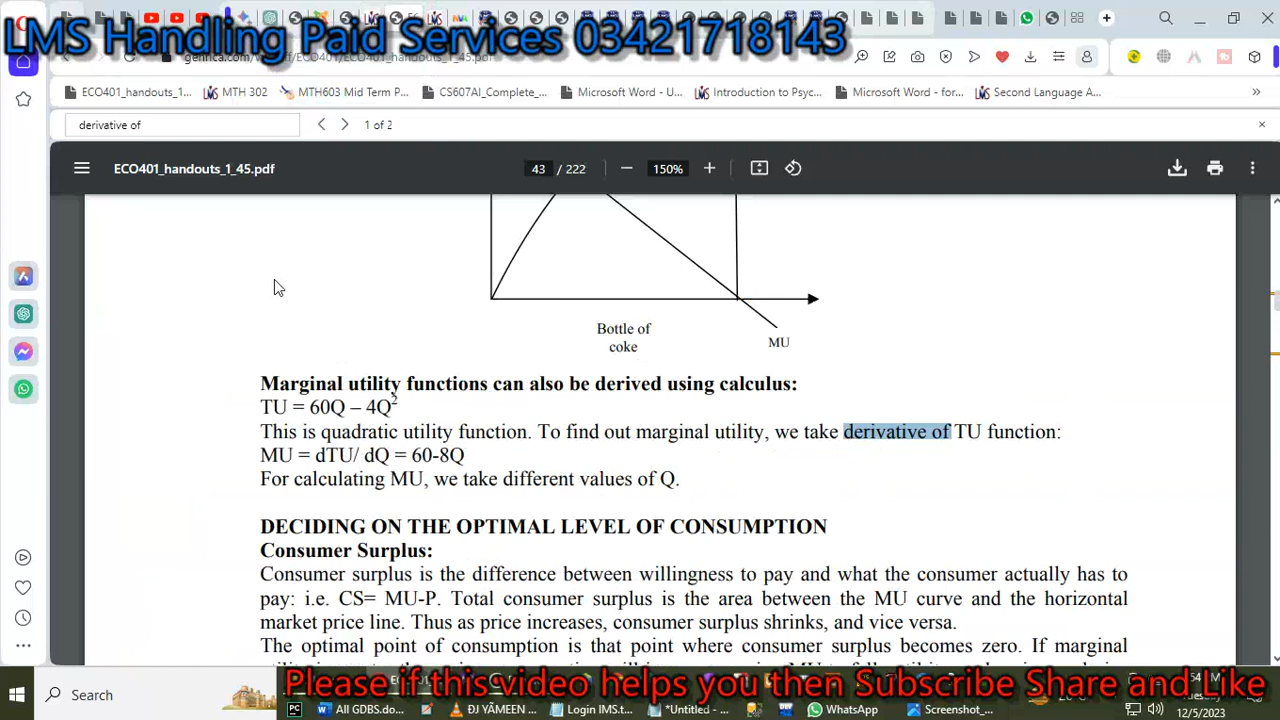 LMS Handling Paid Services 03421718143
ECO401_handouts_1...
MTH 302
MTH603 Mid Term P...
CS607AI_Complete_...
Microsoft Word - U...
Introduction to Psyc...
Microsoft Word - for...
Second Language A...
derivative of
1 of 2
ECO401_handouts_1_45.pdf
43 / 222
150%
Bottle of
coke
MU
Marginal utility functions can also be derived using calculus:
TU = 60Q – 4Q²
This is quadratic utility function. To find out marginal utility, we take derivative of TU function:
MU = dTU/ dQ = 60-8Q
For calculating MU, we take different values of Q.
DECIDING ON THE OPTIMAL LEVEL OF CONSUMPTION
Consumer Surplus:
Consumer surplus is the difference between willingness to pay and what the consumer actually has to
pay: i.e. CS= MU-P. Total consumer surplus is the area between the MU curve and the horizontal
market price line. Thus as price increases, consumer surplus shrinks, and vice versa.
The optimal point of consumption is that point where consumer surplus becomes zero. If marginal
Please if this video helps you then Subscribe Share and Like
Search
All GDBS.do...
ĐJ YÃMEEN ...
Login IMS.t...
*Untitled - ...
WhatsApp
Screenshot_...
12/5/2023